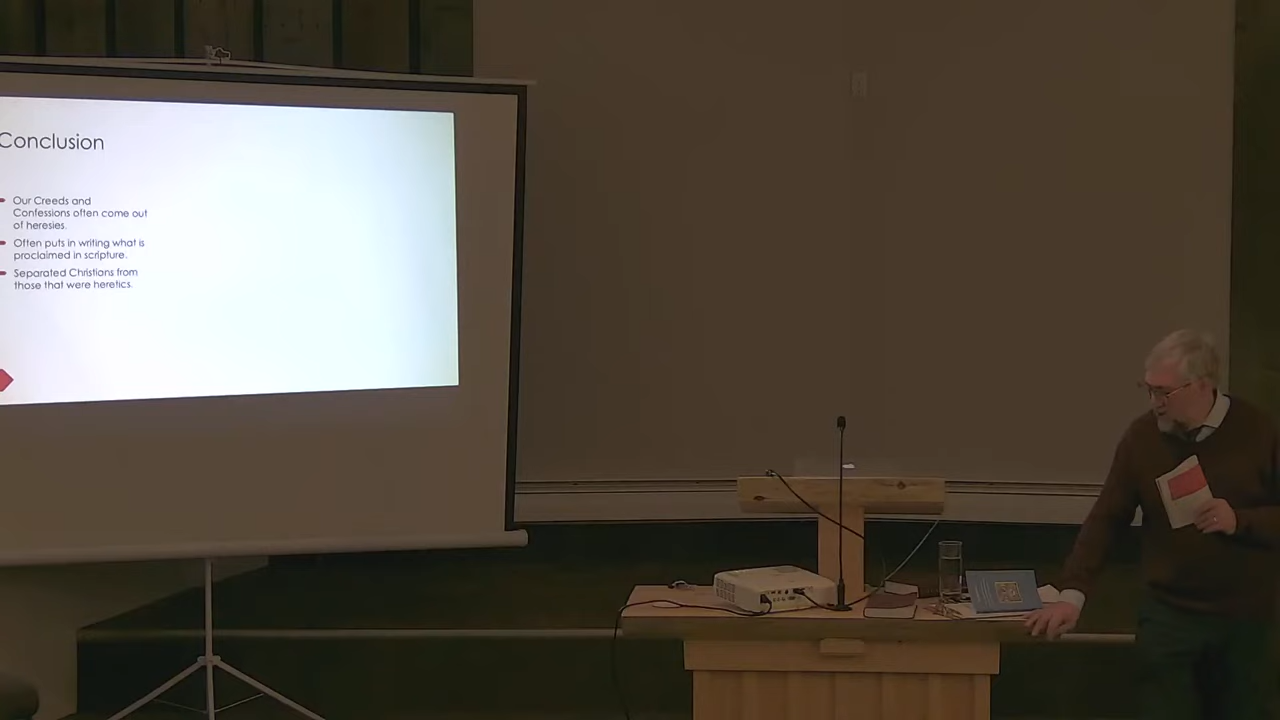 Conclusion
Our Creeds and
Confessions often come out
of heresies.
Often puts in writing what is
proclaimed in scripture.
Separated Christians from
those that were heretics.